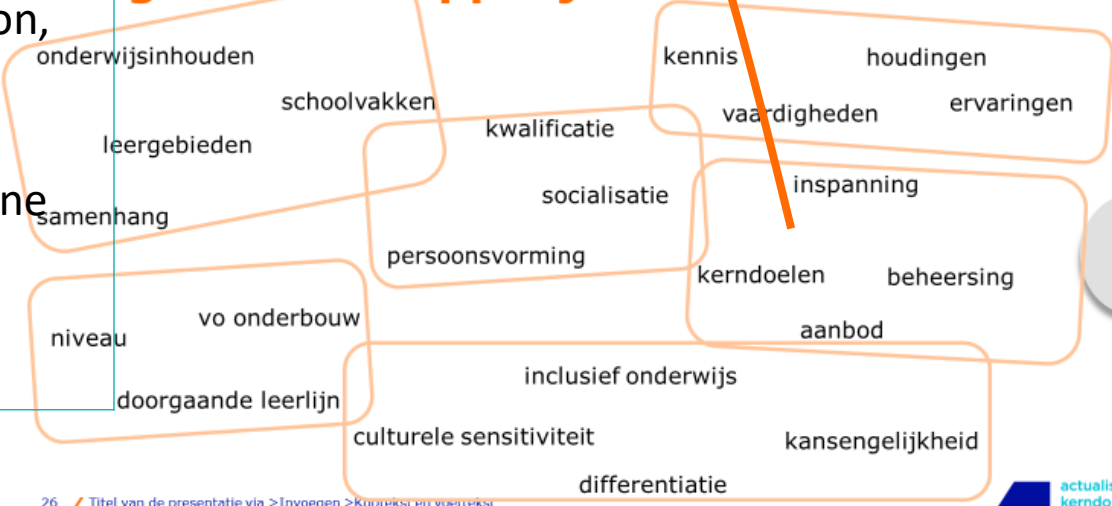 on,
ne
onderwijsinhouden
schoolvakken
leergebieden
samenhang
kwalificatie
socialisatie
persoonsvorming
kennis
houdingen
vaardigheden
ervaringen
inspanning
kerndoelen
beheersing
aanbod
niveau
vo onderbouw
doorgaande leerlijn
inclusief onderwijs
culturele sensitiviteit
kansengelijkheid
differentiatie
26 / Titel van de presentatie via >Invoegen >Koptekst en voettekst
actualis
kerndo